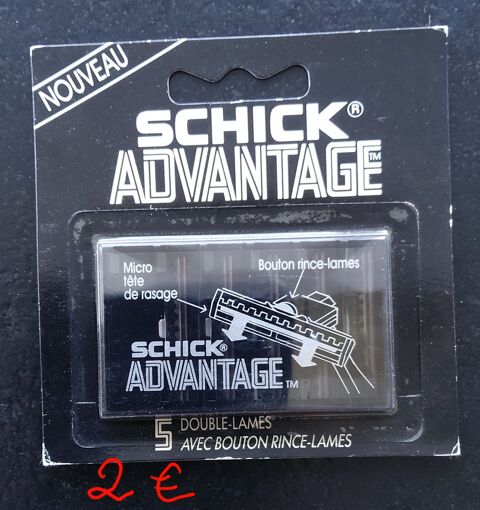 NOUVEAU
SCHICK®
ADVANTAGE™
Micro
tête
de rasage
Bouton rince-lames
SCHICK®
ADVANTAGE™
5 DOUBLE-LAMES
AVEC BOUTON RINCE-LAMES
2 €